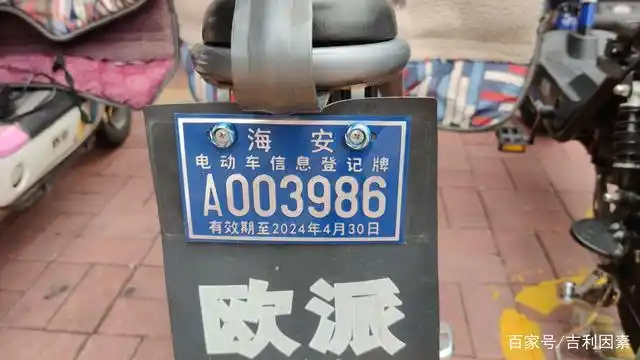 海安
电动车信息登记牌
A003986
有效期至2024年4月30日
欧派
百家号/吉利因素